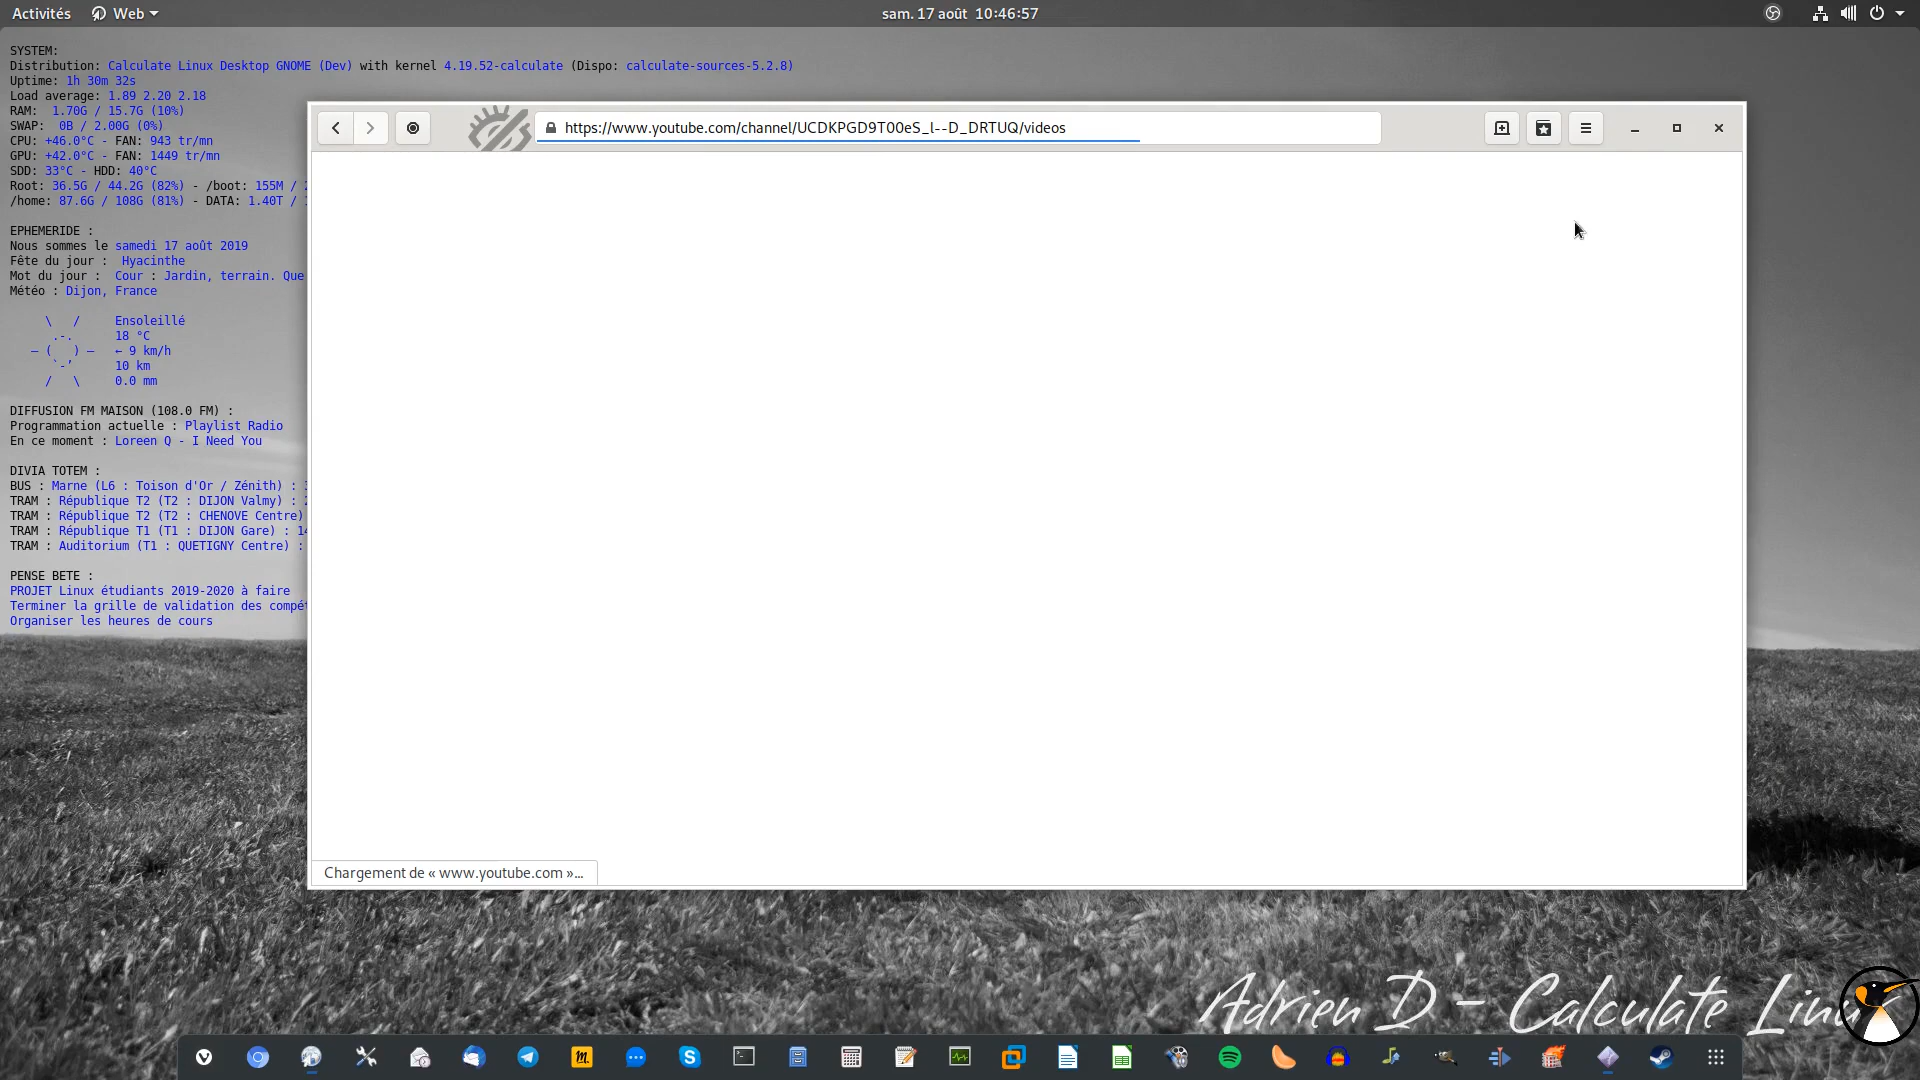 Activités
Web
sam. 17 août 10:46:57
SYSTEM:
Distribution: Calculate Linux Desktop GNOME (Dev) with kernel 4.19.52-calculate (Dispo: calculate-sources-5.2.8)
Uptime: 1h 30m 32s
Load average: 1.89 2.20 2.18
RAM: 1.70G / 15.7G (10%)
SWAP: 0B / 2.00G (0%)
CPU: +46.0°C - FAN: 943 tr/mn
GPU: +42.0°C - FAN: 1449 tr/mn
SDD: 33°C - HDD: 40°C
Root: 36.5G / 44.2G (82%) - /boot: 155M /
/home: 87.6G / 108G (81%) - DATA: 1.40T /
https://www.youtube.com/channel/UCDKPGD9T00eS_l--D_DRTUQ/videos
EPHEMERIDE :
Nous sommes le samedi 17 août 2019
Fête du jour : Hyacinthe
Mot du jour : Cour : Jardin, terrain. Que
Météo : Dijon, France
Ensoleillé
18 °C
← 9 km/h
10 km
0.0 mm
DIFFUSION FM MAISON (108.0 FM) :
Programmation actuelle : Playlist Radio
En ce moment : Loreen Q - I Need You
DIVIA TOTEM :
BUS : Marne (L6 : Toison d'Or / Zénith) :
TRAM : République T2 (T2 : DIJON Valmy) :
TRAM : République T2 (T2 : CHENOVE Centre)
TRAM : République T1 (T1 : DIJON Gare) : 14
TRAM : Auditorium (T1 : QUETIGNY Centre) :
PENSE BETE :
PROJET Linux étudiants 2019-2020 à faire
Terminer la grille de validation des compét
Organiser les heures de cours
Chargement de « www.youtube.com »...
Adrien D - Calculate Linux